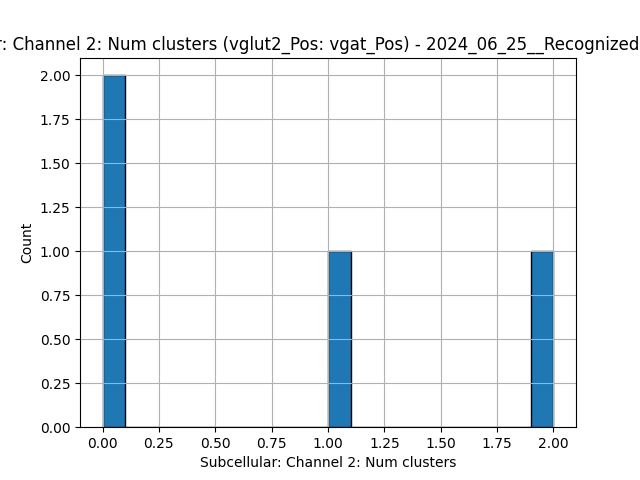 r: Channel 2: Num clusters (vglut2_Pos: vgat_Pos) - 2024_06_25__Recognized
2.00
1.75
1.50
1.25
1.00
0.75
0.50
0.25
0.00
Count
0.00 0.25 0.50 0.75 1.00 1.25 1.50 1.75 2.00
Subcellular: Channel 2: Num clusters